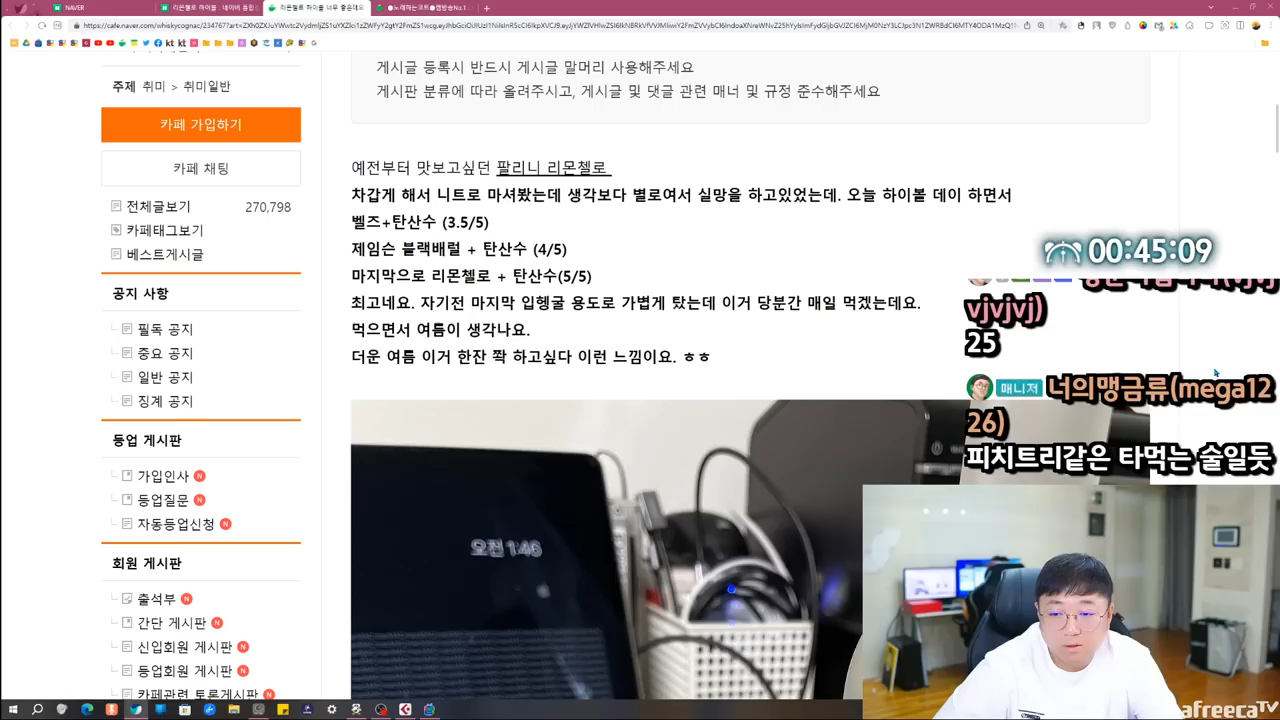 NAVER
게시글 등록시 반드시 게시글 말머리 사용해주세요
게시판 분류에 따라 올려주시고, 게시글 및 댓글 관련 매너 및 규정 준수해주세요
주제 취미 > 취미일반
카페 가입하기
카페 채팅
전체글보기 270,798
카페태그보기
베스트게시글
공지 사항
필독 공지
중요 공지
일반 공지
징계 공지
등업 게시판
가입인사 N
등업질문 N
자동등업신청 N
회원 게시판
출석부 N
간단 게시판 N
신입회원 게시판 N
등업회원 게시판 N
카페관련 토론게시판 N
예전부터 맛보고싶던 팔리니 리몬첼로
차갑게 해서 니트로 마셔봤는데 생각보다 별로여서 실망을 하고있었는데. 오늘 하이볼 데이 하면서
벨즈+탄산수 (3.5/5)
제임슨 블랙배럴 + 탄산수 (4/5)
마지막으로 리몬첼로 + 탄산수(5/5)
최고네요. 자기전 마지막 입헹굴 용도로 가볍게 탔는데 이거 당분간 매일 먹겠는데요.
먹으면서 여름이 생각나요.
더운 여름 이거 한잔 쫙 하고싶다 이런 느낌이요. ㅎㅎ
오전 1:46
00:45:09
vjvjvj)
25
매니저 너의맹금류(mega12
26)
피치트리같은 타먹는 술일듯
afreecaTV